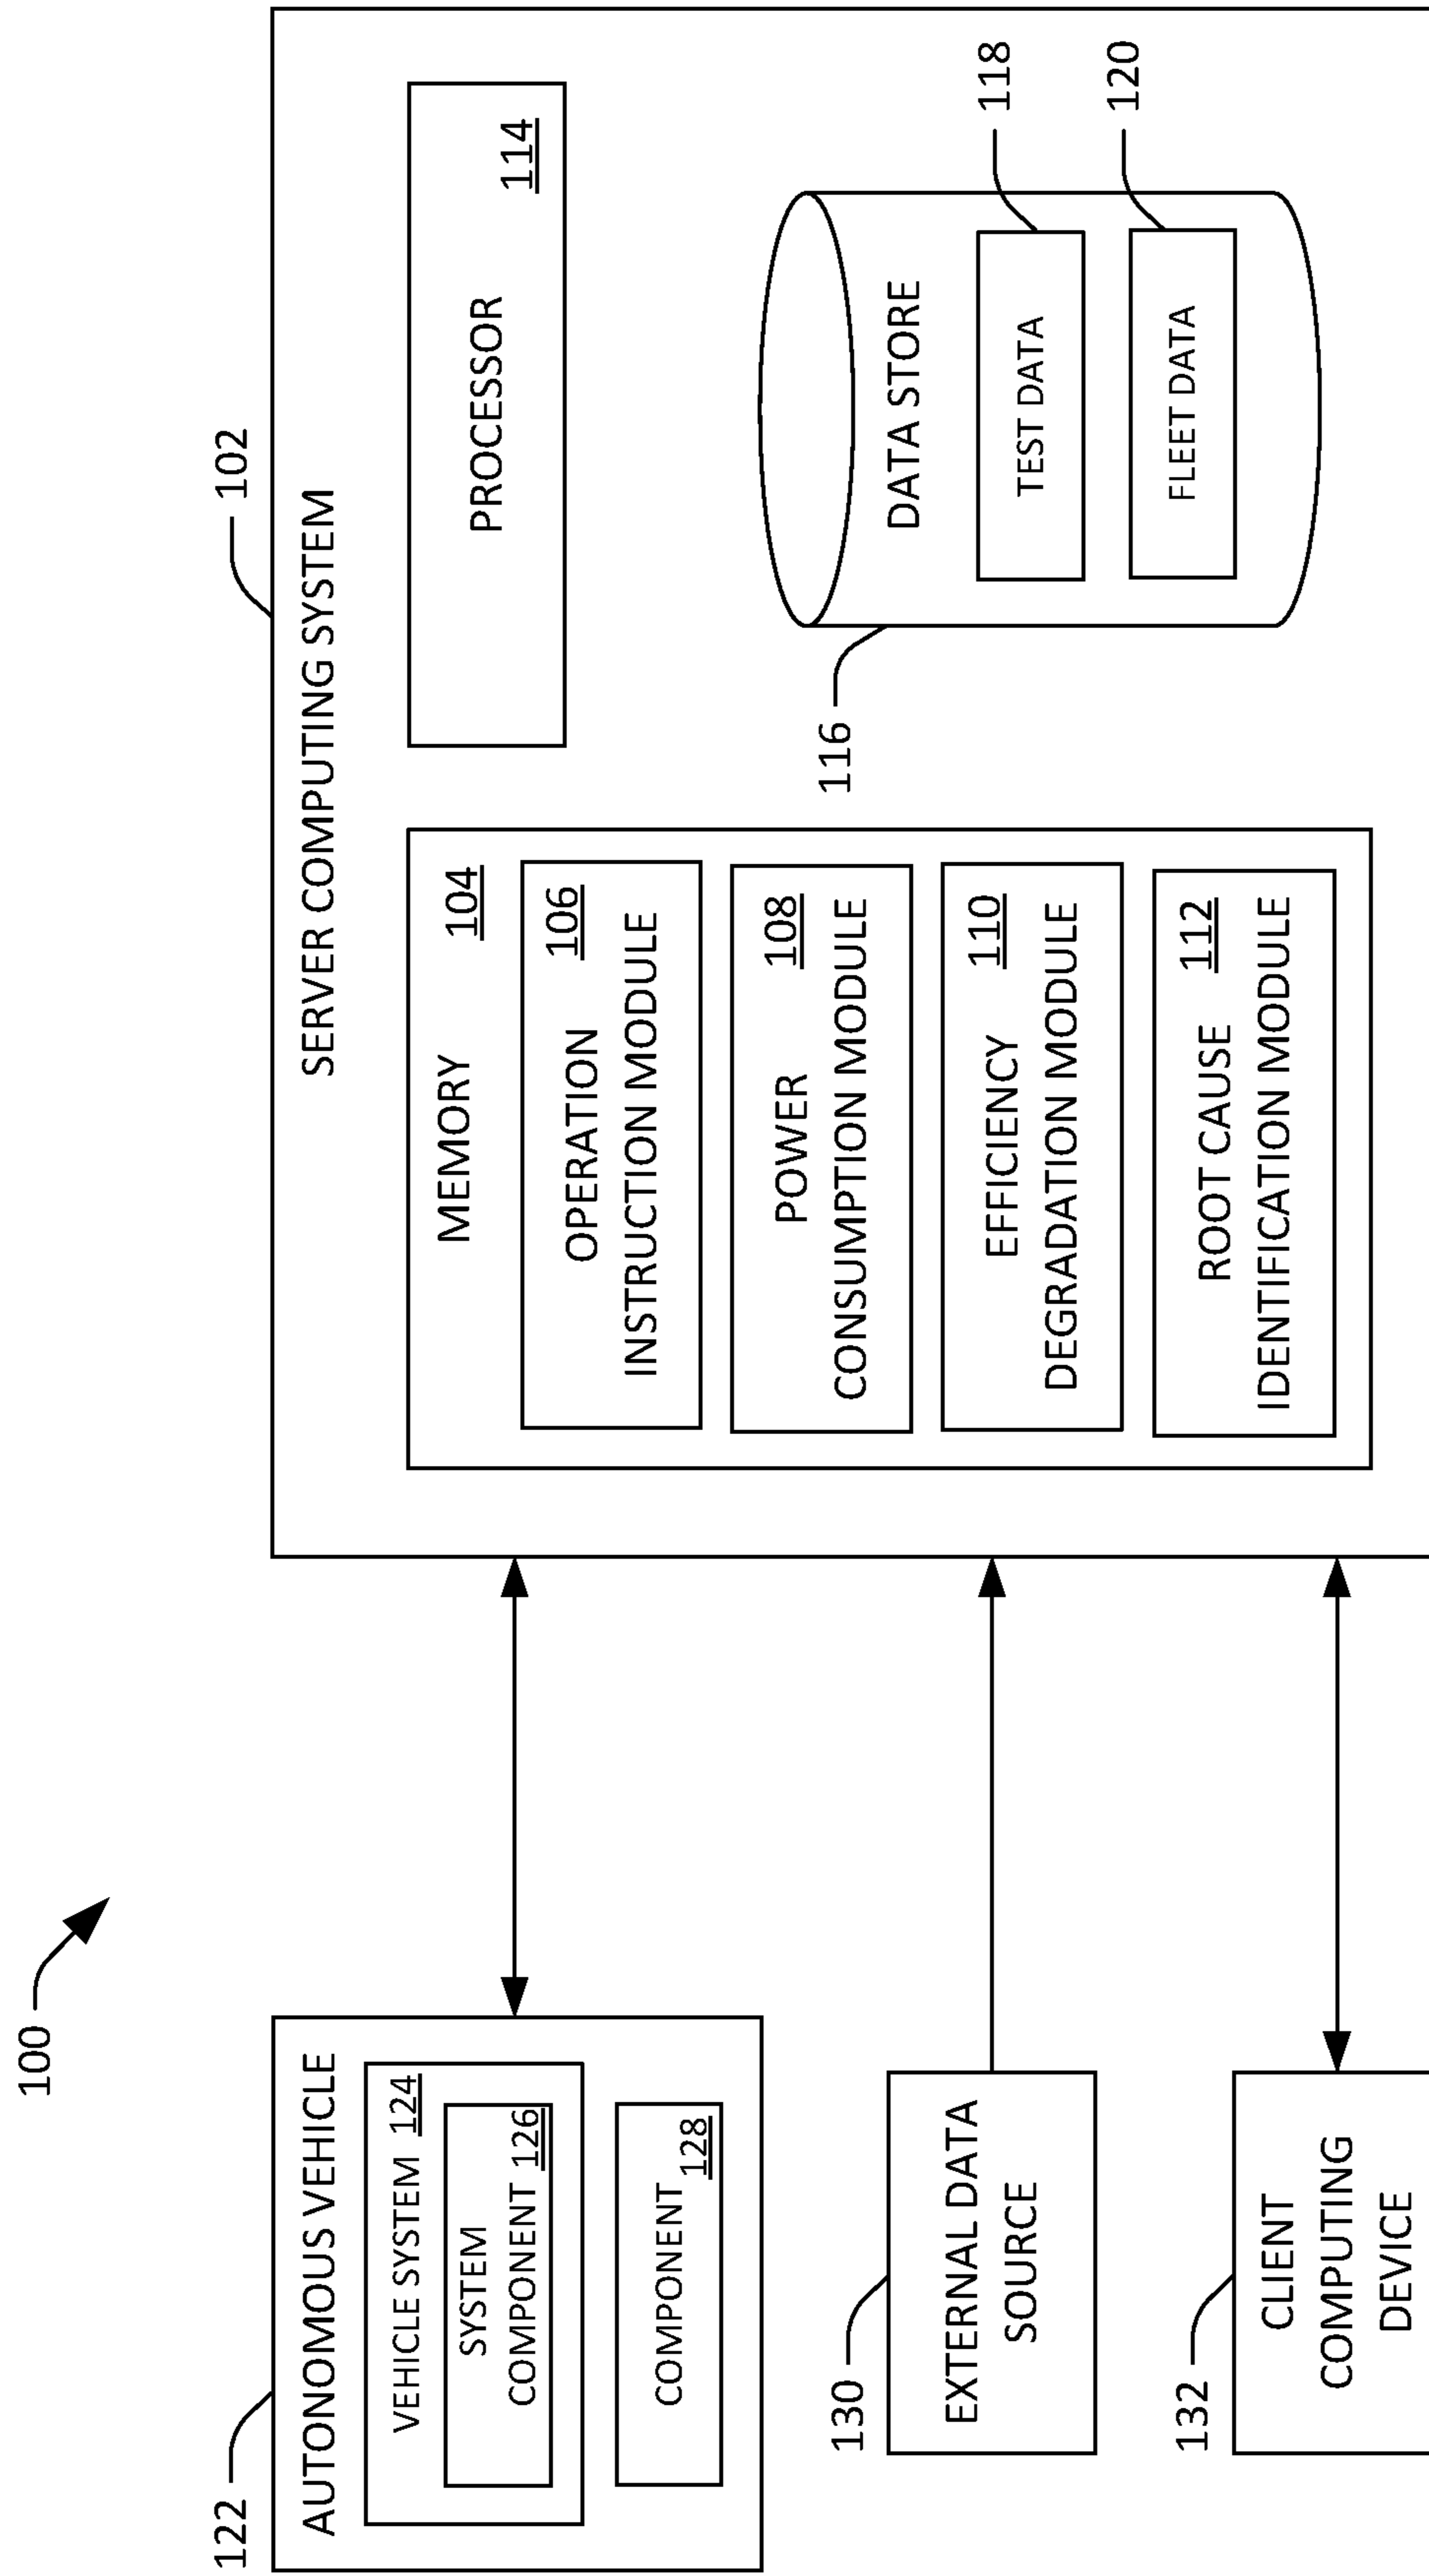 100
122
AUTONOMOUS VEHICLE
VEHICLE SYSTEM 124
SYSTEM
COMPONENT 126
COMPONENT 128
130
EXTERNAL DATA
SOURCE
132
CLIENT
COMPUTING
DEVICE
102
SERVER COMPUTING SYSTEM
MEMORY 104
OPERATION 106
INSTRUCTION MODULE
POWER 108
CONSUMPTION MODULE
EFFICIENCY 110
DEGRADATION MODULE
ROOT CAUSE 112
IDENTIFICATION MODULE
PROCESSOR 114
116
DATA STORE
TEST DATA
118
FLEET DATA
120